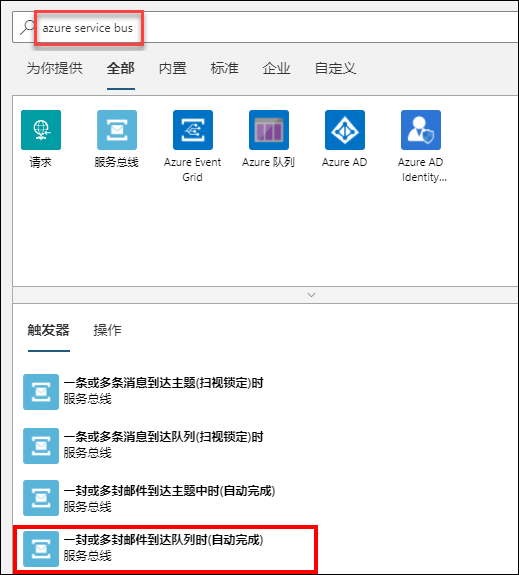 azure service bus
为你提供 全部 内置 标准 企业 自定义
请求 服务总线 Azure Event Grid Azure 队列 Azure AD Azure AD Identity...
触发器 操作
一条或多条消息到达主题(扫视锁定)时
服务总线
一条或多条消息到达队列(扫视锁定)时
服务总线
一封或多封邮件到达主题中时(自动完成)
服务总线
一封或多封邮件到达队列时(自动完成)
服务总线